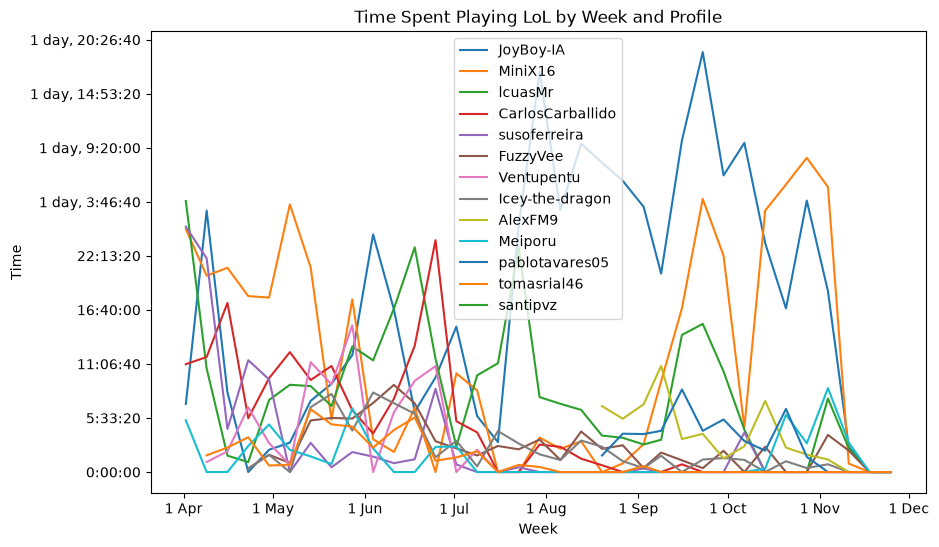 Time Spent Playing LoL by Week and Profile
1 day, 20:26:40
1 day, 14:53:20
1 day, 9:20:00
1 day, 3:46:40
22:13:20
16:40:00
11:06:40
5:33:20
0:00:00
Time
JoyBoy-IA
MiniX16
lcuasMr
CarlosCarballido
susoferreira
FuzzyVee
Ventupentu
Icey-the-dragon
AlexFM9
Meiporu
pablotavares05
tomasrial46
santipvz
1 Apr
1 May
1 Jun
1 Jul
1 Aug
1 Sep
1 Oct
1 Nov
1 Dec
Week